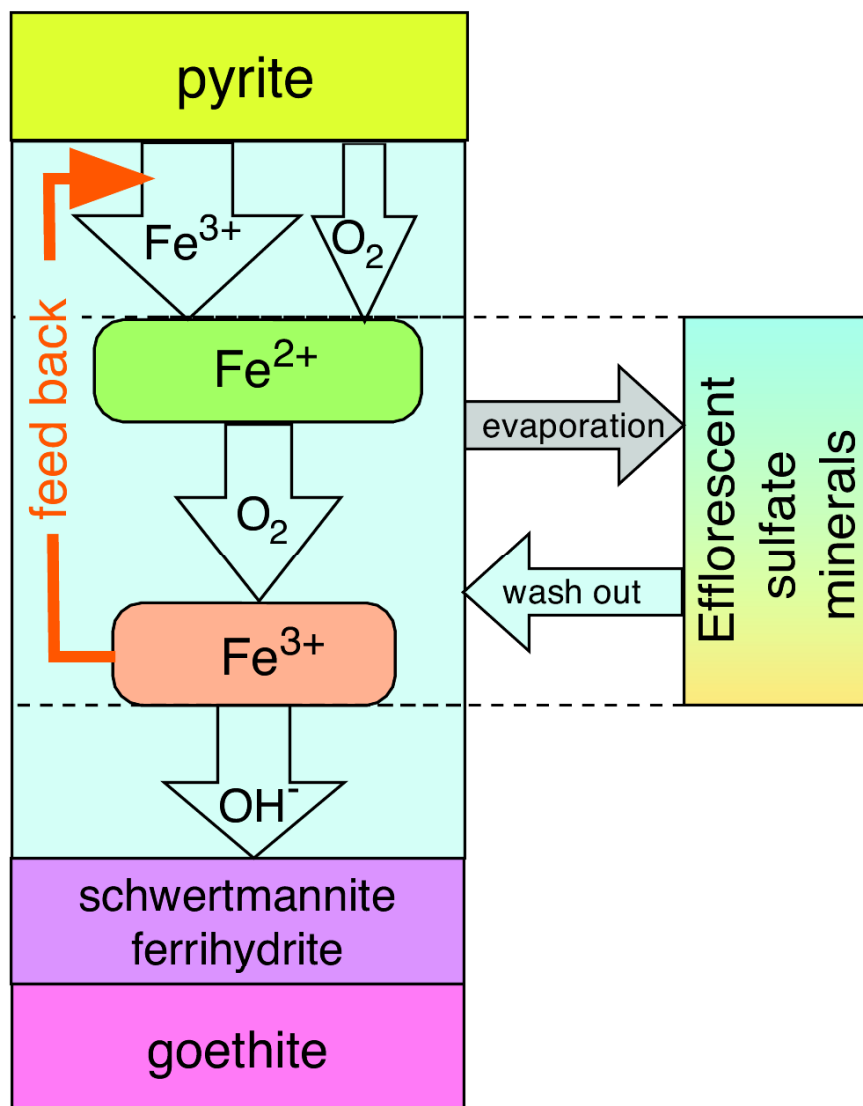 pyrite
Fe³⁺
O₂
feed back
Fe²⁺
evaporation
O₂
wash out
Efflorescent
sulfate
minerals
Fe³⁺
OH⁻
schwertmannite
ferrihydrite
goethite